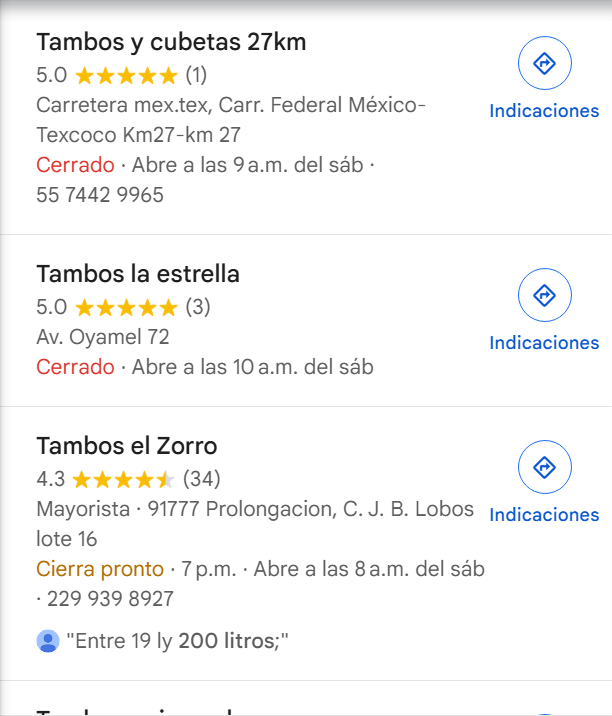 Tambos y cubetas 27km
5.0 (1)
Carretera mex.tex, Carr. Federal México-
Texcoco Km27-km 27
Cerrado · Abre a las 9 a.m. del sáb ·
55 7442 9965
Indicaciones
Tambos la estrella
5.0 (3)
Av. Oyamel 72
Cerrado · Abre a las 10 a.m. del sáb
Indicaciones
Tambos el Zorro
4.3 (34)
Mayorista · 91777 Prolongacion, C. J. B. Lobos
lote 16
Cierra pronto · 7 p.m. · Abre a las 8 a.m. del sáb
· 229 939 8927
Indicaciones
"Entre 19 ly 200 litros;"